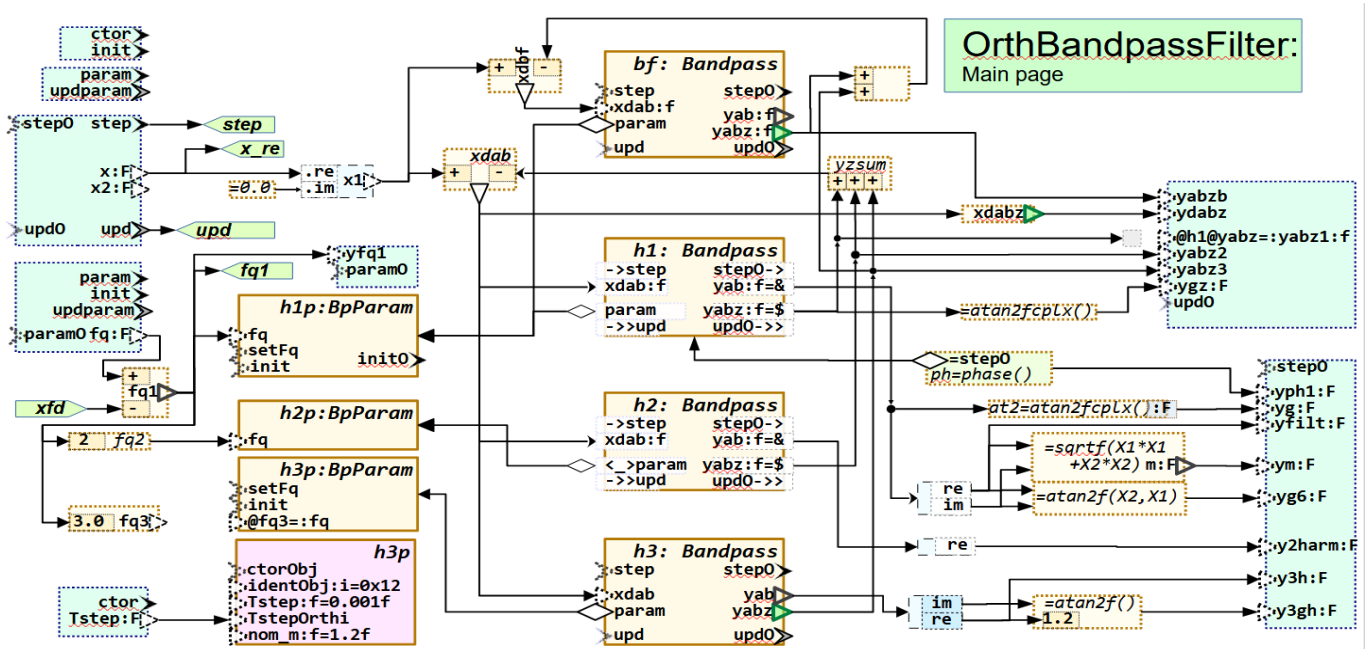 ctor
init
param
updparam
stepO step
x:F
x2:F
updO upd
step
x_re
=0.0
.re
.im
x1
upd
fq1
yfq1
paramO
param
init
updparam
paramO fq:F
+
fq1
-
xfd
2 fq2
3.0 fq3
ctor
Tstep:F
h1p:BpParam
fq
setFq
init
initO
h2p:BpParam
fq
h3p:BpParam
setFq
init
@fq3=:fq
h3p
ctorObj
identObj:i=0x12
Tstep:f=0.001f
TstepOrthi
nom_m:f=1.2f
+ xdbf -
xdab
+ -
bf: Bandpass
step stepO
xdab:f
yab:f
param
yabz:f
upd updO
+
+
yzsum
+ + +
xdabz
h1: Bandpass
->step stepO->
xdab:f yab:f=&
param yabz:f=$
->>upd updO->>
h2: Bandpass
->step stepO->
xdab:f yab:f=&
<_>param yabz:f=$
->>upd updO->>
h3: Bandpass
step stepO
xdab yab
param yabz
upd updO
OrthBandpassFilter:
Main page
yabzb
ydabz
@h1@yabz=:yabz1:f
yabz2
yabz3
ygz:F
updO
=atan2fcplx()
=stepO
ph=phase()
at2=atan2fcplx():F
=sqrtf(X1*X1
+X2*X2) m:F
=atan2f(X2,X1)
re
im
re
im
re
=atan2f()
1.2
stepO
yph1:F
yg:F
yfilt:F
ym:F
yg6:F
y2harm:F
y3h:F
y3gh:F